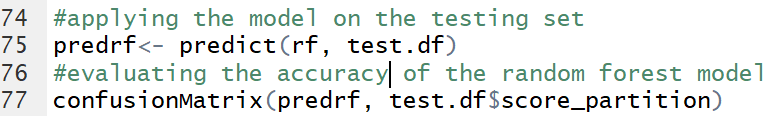 74 #applying the model on the testing set
75 predrf<- predict(rf, test.df)
76 #evaluating the accuracy of the random forest model
77 confusionMatrix(predrf, test.df$score_partition)